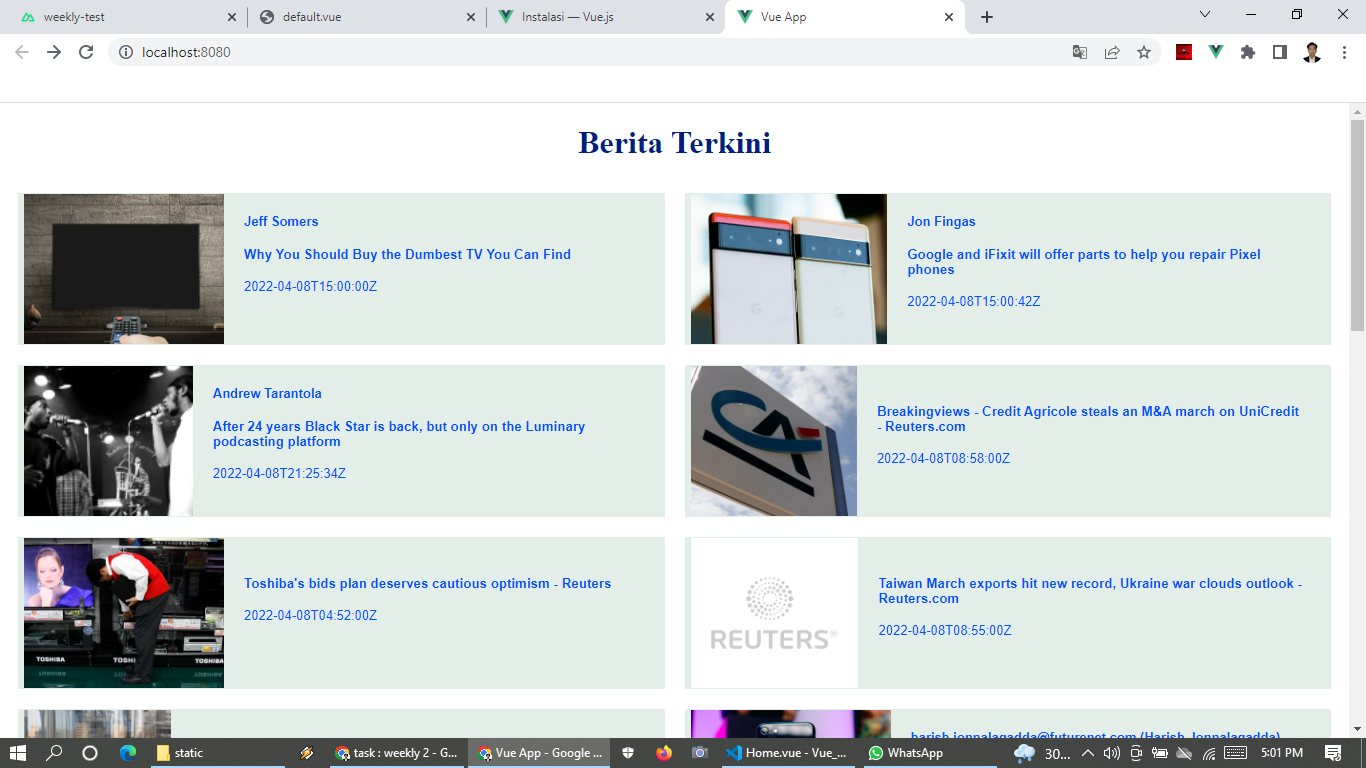 weekly-test
default.vue
Instalasi — Vue.js
Vue App
localhost:8080
Berita Terkini
Jeff Somers
Why You Should Buy the Dumbest TV You Can Find
2022-04-08T15:00:00Z
Jon Fingas
Google and iFixit will offer parts to help you repair Pixel
phones
2022-04-08T15:00:42Z
Andrew Tarantola
After 24 years Black Star is back, but only on the Luminary
podcasting platform
2022-04-08T21:25:34Z
Breakingviews - Credit Agricole steals an M&A march on UniCredit
- Reuters.com
2022-04-08T08:58:00Z
TOSHIBA
TOSHIBA
TOSHIBA
Toshiba's bids plan deserves cautious optimism - Reuters
2022-04-08T04:52:00Z
REUTERS®
Taiwan March exports hit new record, Ukraine war clouds outlook -
Reuters.com
2022-04-08T08:55:00Z
harish.jonnalagadda@futurenet.com (Harish Jonnalagadda)
static
task : weekly 2 - G...
Vue App - Google ...
Home.vue - Vue_...
WhatsApp
30...
5:01 PM